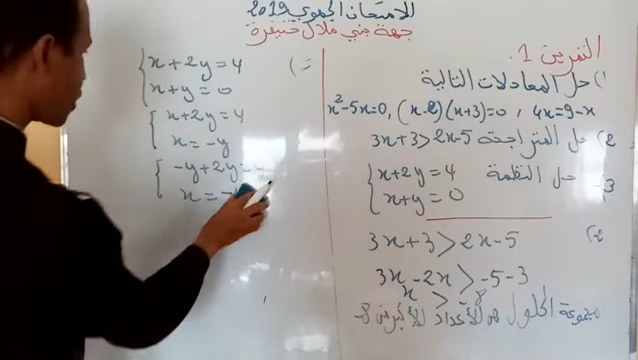 الامتحان الجهوي 2019
جهة بني ملال خنيفرة
التمرين 1
1) حل المعادلات التالية
x²-5x=0, (x-2)(x+3)=0, 4x=9-x
2) حل المتراجحة 3x+3>2x-5
3) حل النظمة
x+2y=4
x+y=0
2)
3x+3>2x-5
3x-2x>-5-3
x>-8
مجموعة الحلول هي الأعداد الأكبر من -8
x+2y=4
x+y=0
x+2y=4
x=-y
-y+2y=
x=-